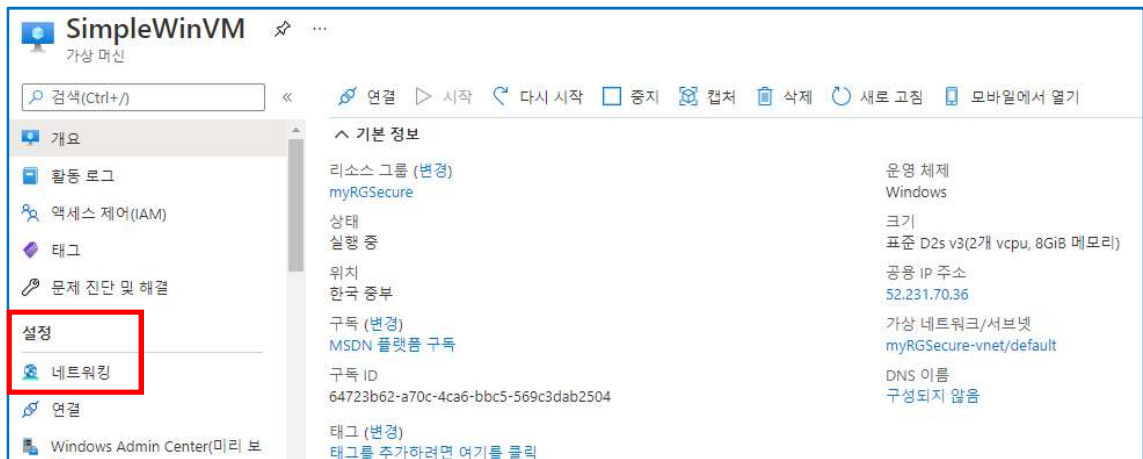 SimpleWinVM
가상 머신
검색(Ctrl+/)
개요
활동 로그
액세스 제어(IAM)
태그
문제 진단 및 해결
설정
네트워킹
연결
Windows Admin Center(미리 보
연결 시작 다시 시작 중지 캡처 삭제 새로 고침 모바일에서 열기
기본 정보
리소스 그룹 (변경)
myRGSecure
상태
실행 중
위치
한국 중부
구독 (변경)
MSDN 플랫폼 구독
구독 ID
64723b62-a70c-4ca6-bbc5-569c3dab2504
태그 (변경)
태그를 추가하려면 여기를 클릭
운영 체제
Windows
크기
표준 D2s v3(2개 vcpu, 8GiB 메모리)
공용 IP 주소
52.231.70.36
가상 네트워크/서브넷
myRGSecure-vnet/default
DNS 이름
구성되지 않음